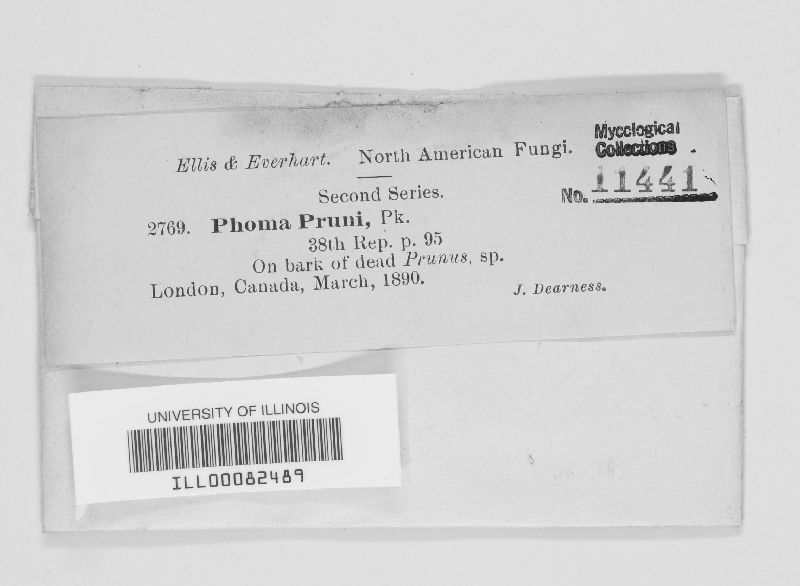 Ellis & Everhart. North American Fungi.
Mycological
Collections
No. 11441
Second Series.
2769. Phoma Pruni, Pk.
38th Rep. p. 95
On bark of dead Prunus, sp.
London, Canada, March, 1890.
J. Dearness.
UNIVERSITY OF ILLINOIS
ILL00082489